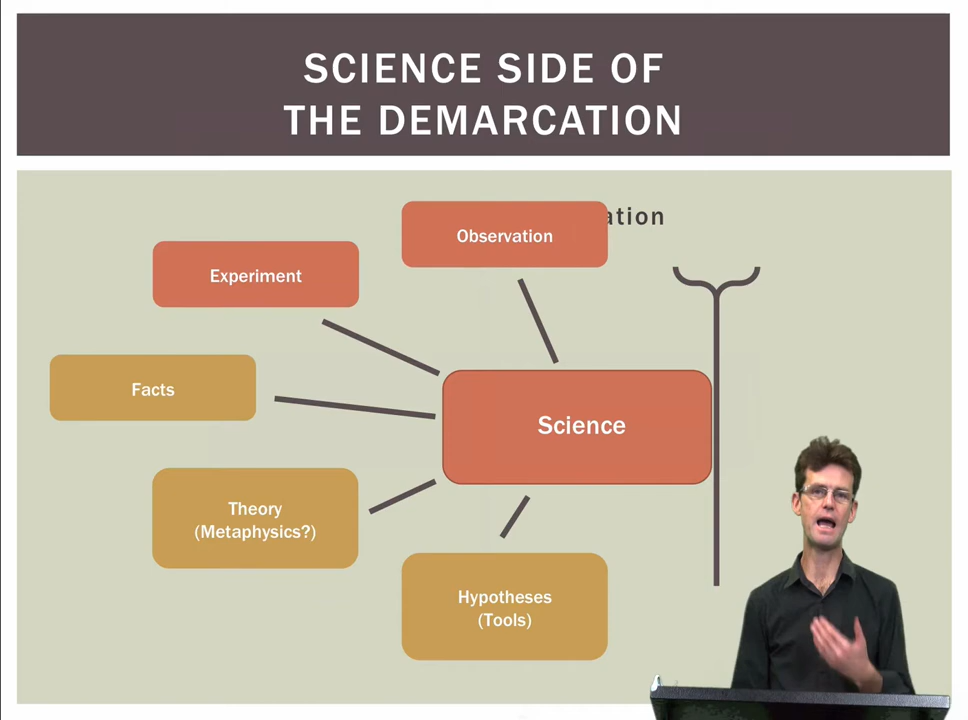 SCIENCE SIDE OF
THE DEMARCATION
ation
Observation
Experiment
Facts
Science
Theory
(Metaphysics?)
Hypotheses
(Tools)